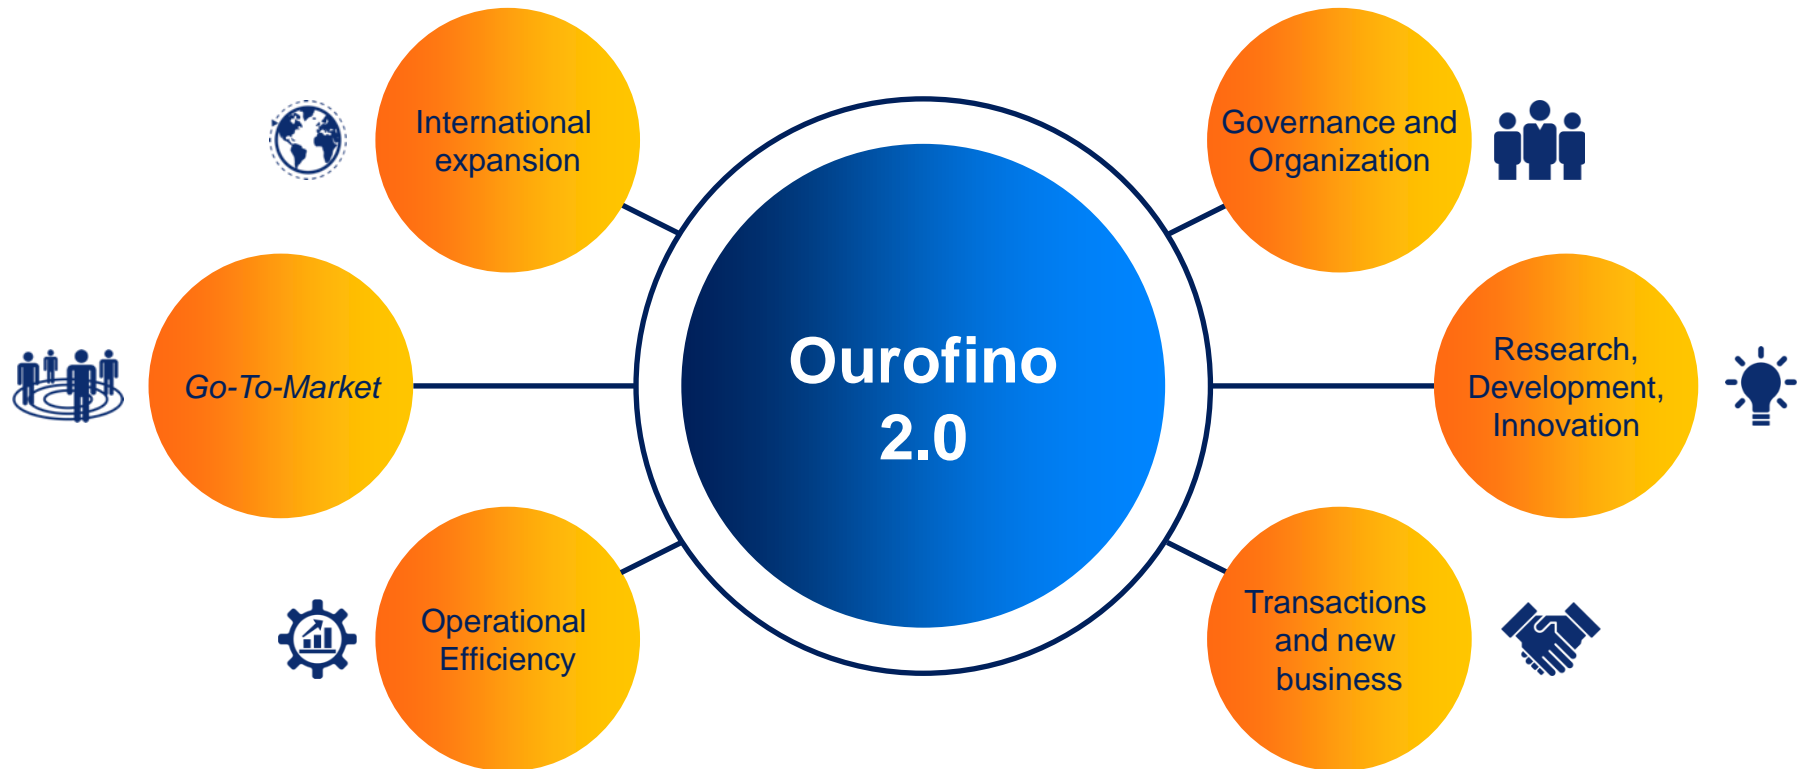 International
expansion
Governance and
Organization
Go-To-Market
Ourofino
2.0
Research,
Development,
Innovation
Operational
Efficiency
Transactions
and new
business